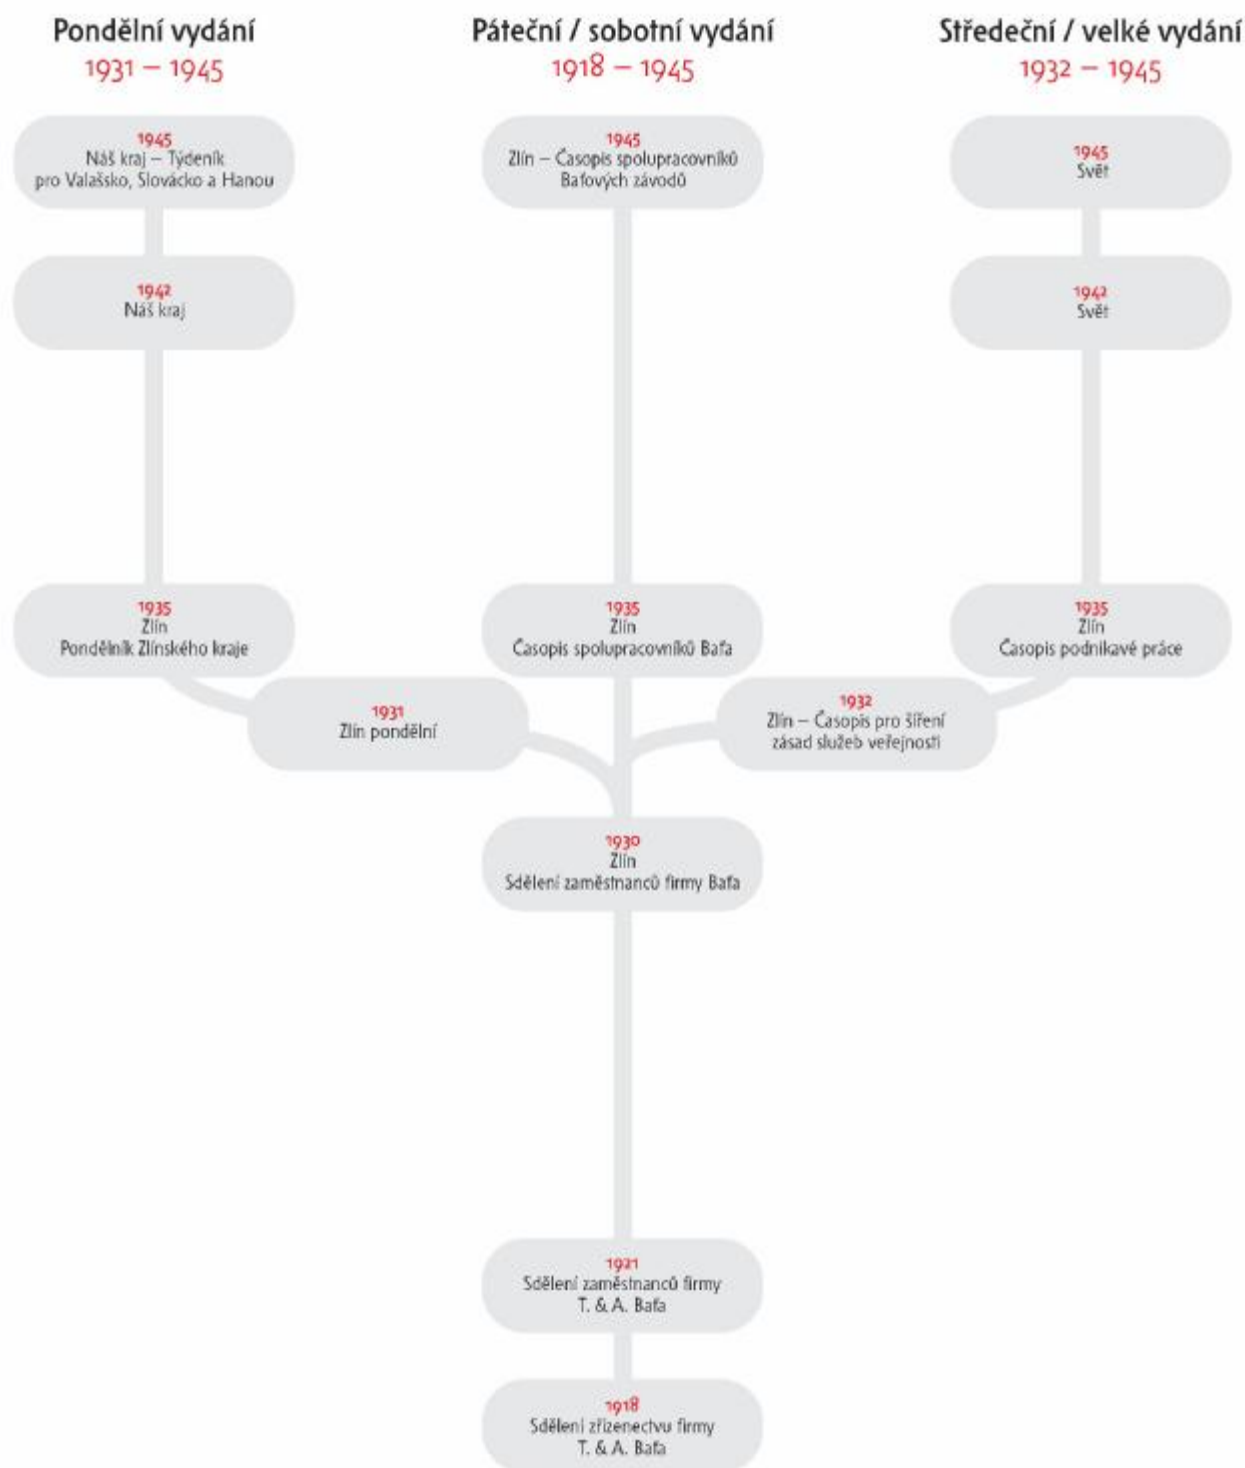 Pondělní vydání
1931 – 1945
Páteční / sobotní vydání
1918 – 1945
Středeční / velké vydání
1932 – 1945
1945
Náš kraj – Týdeník
pro Valašsko, Slovácko a Hanou
1945
Zlín – Časopis spolupracovníků
Baťových závodů
1945
Svět
1942
Náš kraj
1942
Svět
1935
Zlín
Pondělník Zlínského kraje
1935
Zlín
Časopis spolupracovníků Baťa
1935
Zlín
Časopis podnikavé práce
1931
Zlín pondělní
1932
Zlín – Časopis pro šíření
zásad služeb veřejnosti
1930
Zlín
Sdělení zaměstnanců firmy Baťa
1921
Sdělení zaměstnanců firmy
T. & A. Baťa
1918
Sdělení zřízenectvu firmy
T. & A. Baťa